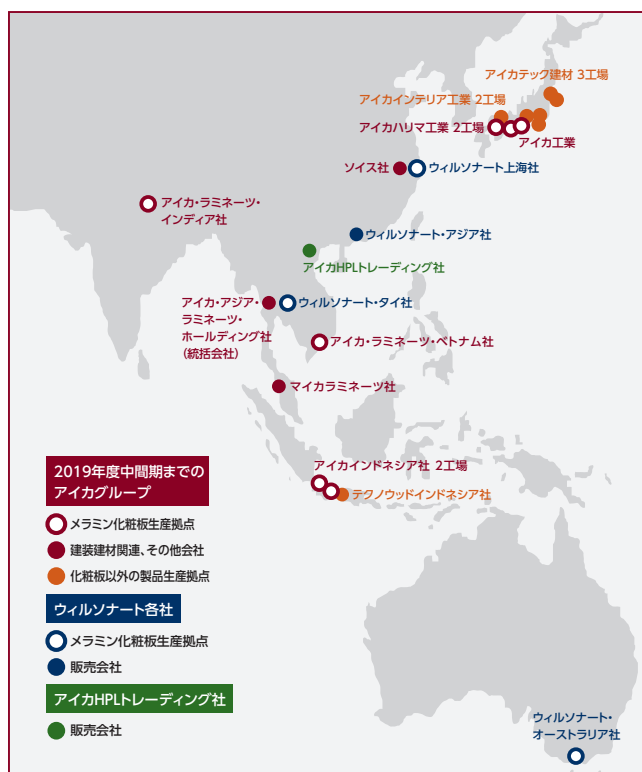 アイカテック建材 3工場
アイカインテリア工業 2工場
アイカハリマ工業 2工場
アイカ工業
ソイス社
ウィルソナート上海社
アイカ・ラミネーツ・
インディア社
ウィルソナート・アジア社
アイカHPLトレーディング社
アイカ・アジア・
ラミネーツ・
ホールディング社
（統括会社）
ウィルソナート・タイ社
アイカ・ラミネーツ・ベトナム社
マイカラミネーツ社
アイカインドネシア社 2工場
テクノウッドインドネシア社
2019年度中間期までの
アイカグループ
メラミン化粧板生産拠点
建装建材関連、その他会社
化粧板以外の製品生産拠点
ウィルソナート各社
メラミン化粧板生産拠点
販売会社
アイカHPLトレーディング社
販売会社
ウィルソナート・
オーストラリア社